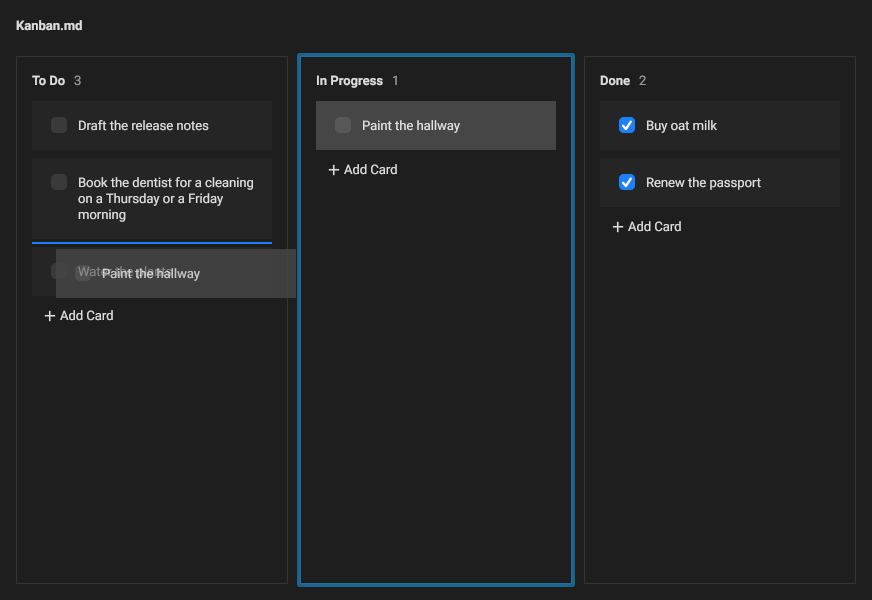 Kanban.md
To Do 3
Draft the release notes
Book the dentist for a cleaning
on a Thursday or a Friday
morning
Paint the hallway
+ Add Card
In Progress 1
Paint the hallway
+ Add Card
Done 2
Buy oat milk
Renew the passport
+ Add Card